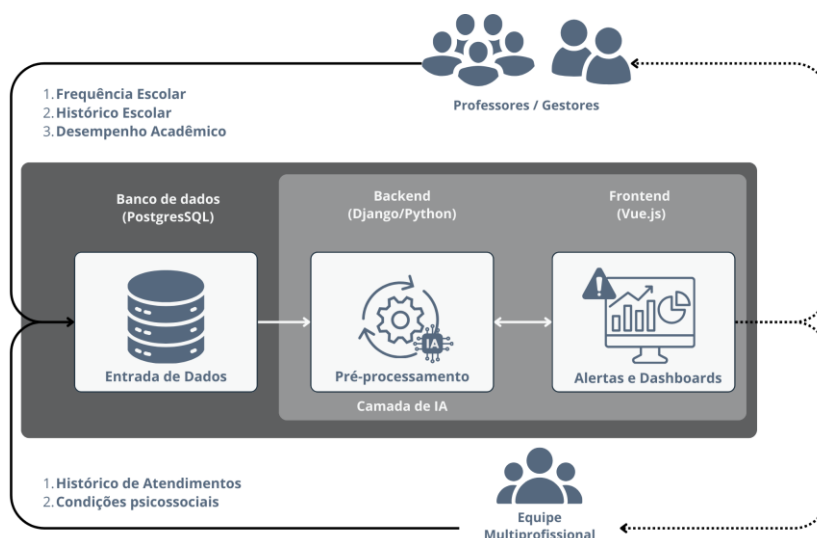 Professores / Gestores
1. Frequência Escolar
2. Histórico Escolar
3. Desempenho Acadêmico
Banco de dados
(PostgresSQL)
Backend
(Django/Python)
Frontend
(Vue.js)
IA
Entrada de Dados
Pré-processamento
Alertas e Dashboards
Camada de IA
1. Histórico de Atendimentos
2. Condições psicossociais
Equipe
Multiprofissional